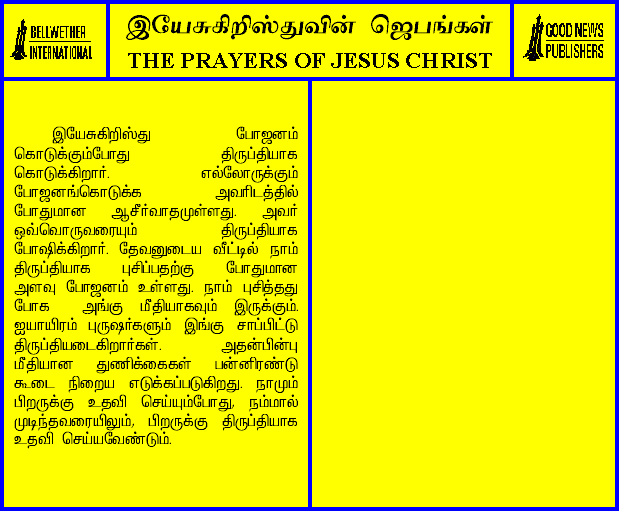 BELLWETHER
INTERNATIONAL
இயேசுகிறிஸ்துவின் ஜெபங்கள்
THE PRAYERS OF JESUS CHRIST
GOOD NEWS
PUBLISHERS
இயேசுகிறிஸ்து போஜனம்
கொடுக்கும்போது திருப்தியாக
கொடுக்கிறார். எல்லோருக்கும்
போஜனங்கொடுக்க அவரிடத்தில்
போதுமான ஆசீர்வாதமுள்ளது. அவர்
ஒவ்வொருவரையும் திருப்தியாக
போஷிக்கிறார். தேவனுடைய வீட்டில் நாம்
திருப்தியாக புசிப்பதற்கு போதுமான
அளவு போஜனம் உள்ளது. நாம் புசித்தது
போக அங்கு மீதியாகவும் இருக்கும்.
ஐயாயிரம் புருஷர்களும் இங்கு சாப்பிட்டு
திருப்தியடைகிறார்கள். அதன்பின்பு
மீதியான துணிக்கைகள் பன்னிரண்டு
கூடை நிறைய எடுக்கப்படுகிறது. நாமும்
பிறருக்கு உதவி செய்யும்போது, நம்மால்
முடிந்தவரையிலும், பிறருக்கு திருப்தியாக
உதவி செய்யவேண்டும்.